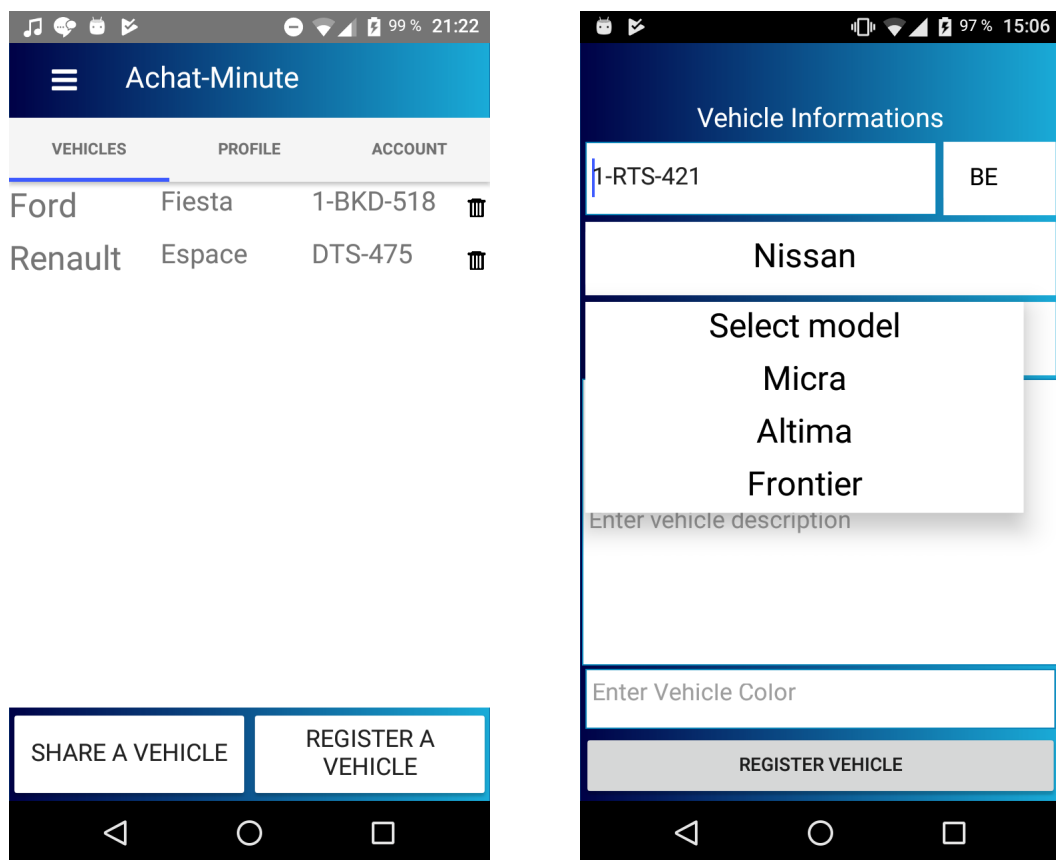 99 % 21:22
Achat-Minute
VEHICLES PROFILE ACCOUNT
Ford Fiesta 1-BKD-518
Renault Espace DTS-475
SHARE A VEHICLE
REGISTER A
VEHICLE
97 % 15:06
Vehicle Informations
1-RTS-421 BE
Nissan
Select model
Micra
Altima
Frontier
Enter vehicle description
Enter Vehicle Color
REGISTER VEHICLE